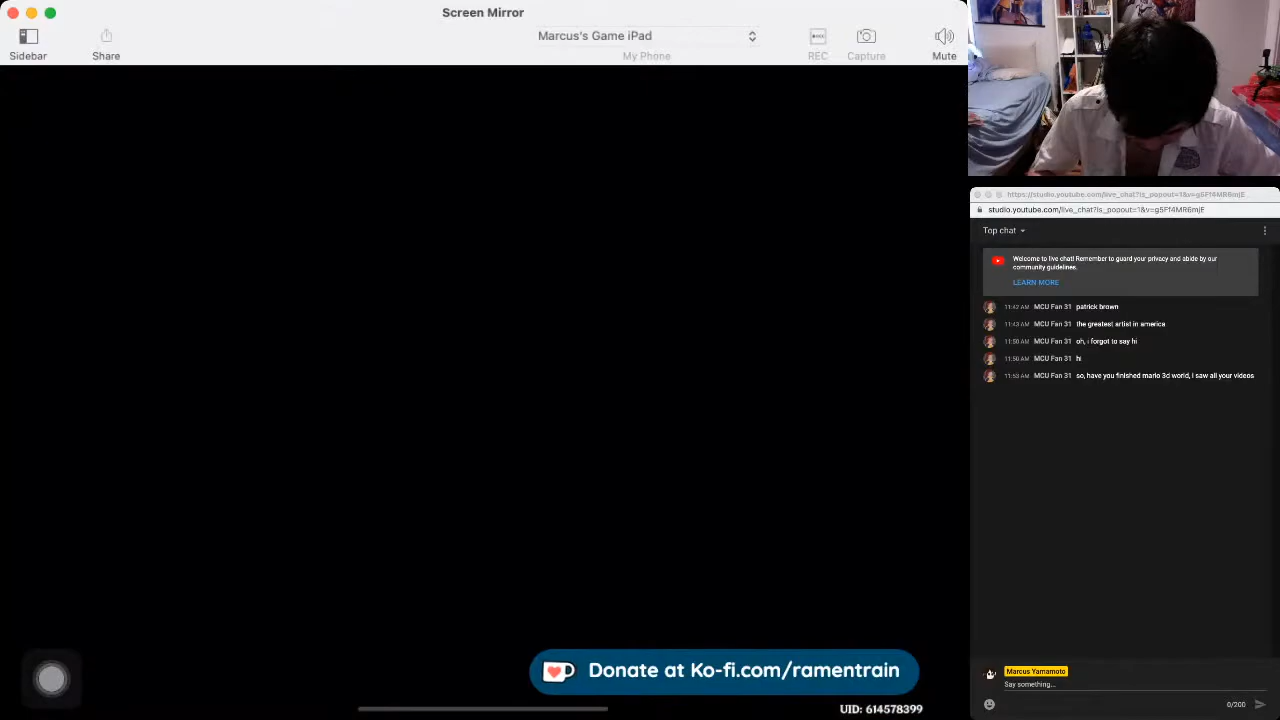 Screen Mirror
Sidebar
Share
Marcus's Game iPad
My Phone
REC
Capture
Mute
Donate at Ko-fi.com/ramentrain
UID: 614578399
studio.youtube.com/live_chat?is_popout=1&v=g5Ff4MR6mjE
Top chat
Welcome to live chat! Remember to guard your privacy and abide by our
community guidelines.
LEARN MORE
11:42 AM MCU Fan 31 patrick brown
11:43 AM MCU Fan 31 the greatest artist in america
11:50 AM MCU Fan 31 oh, i forgot to say hi
11:50 AM MCU Fan 31 hi
11:53 AM MCU Fan 31 so, have you finished mario 3d world, i saw all your videos
Marcus Yamamoto
Say something...
0/200